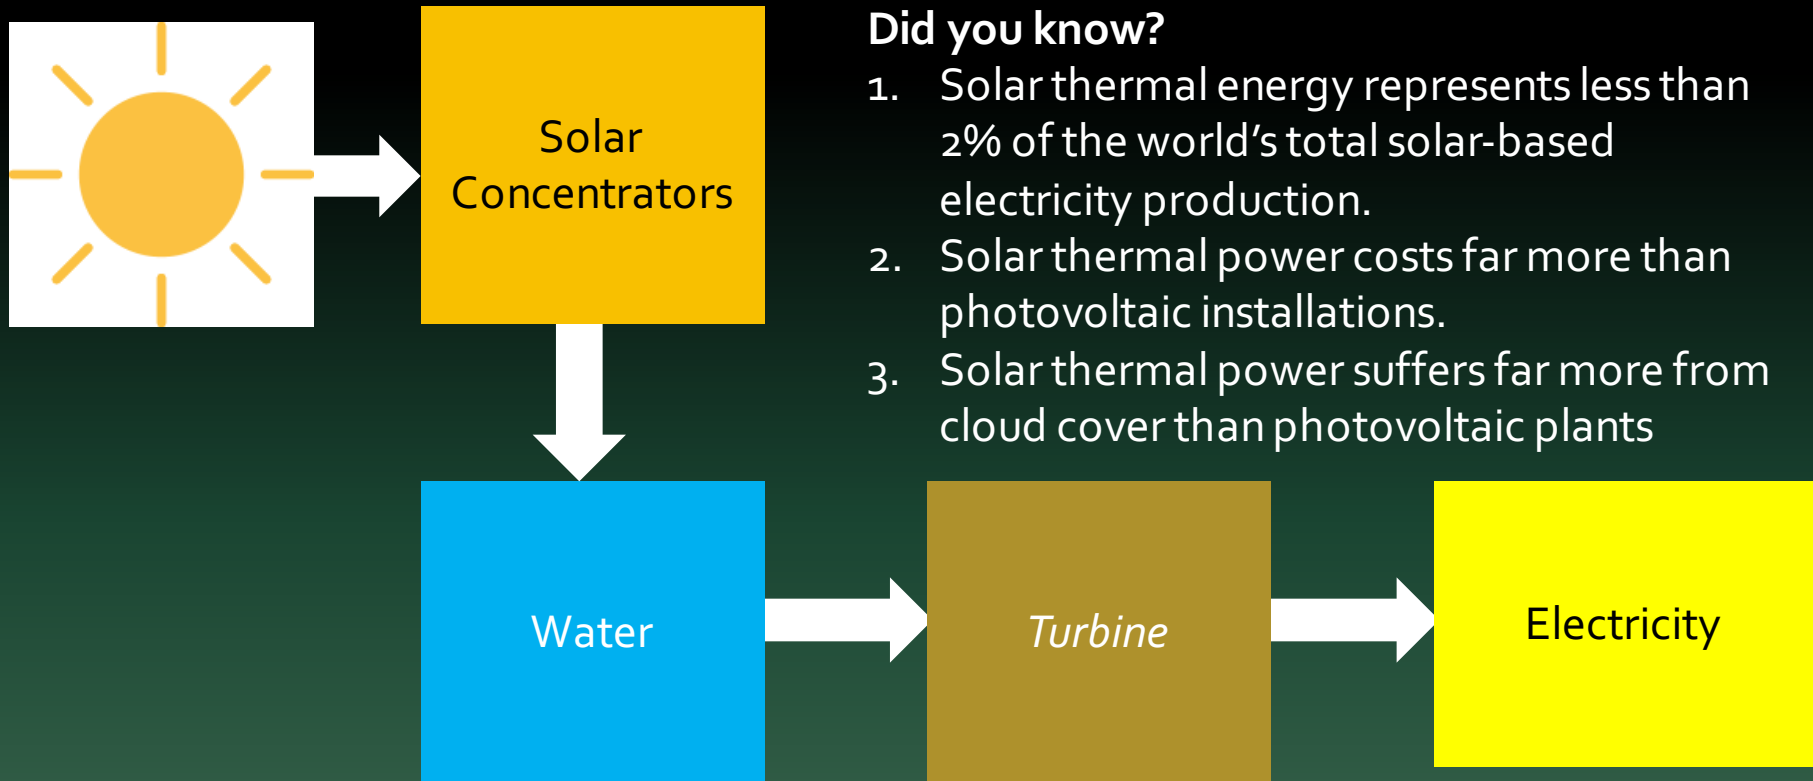 Did you know?
1. Solar thermal energy represents less than
2% of the world's total solar-based
electricity production.
2. Solar thermal power costs far more than
photovoltaic installations.
3. Solar thermal power suffers far more from
cloud cover than photovoltaic plants
Solar
Concentrators
Water
Turbine
Electricity